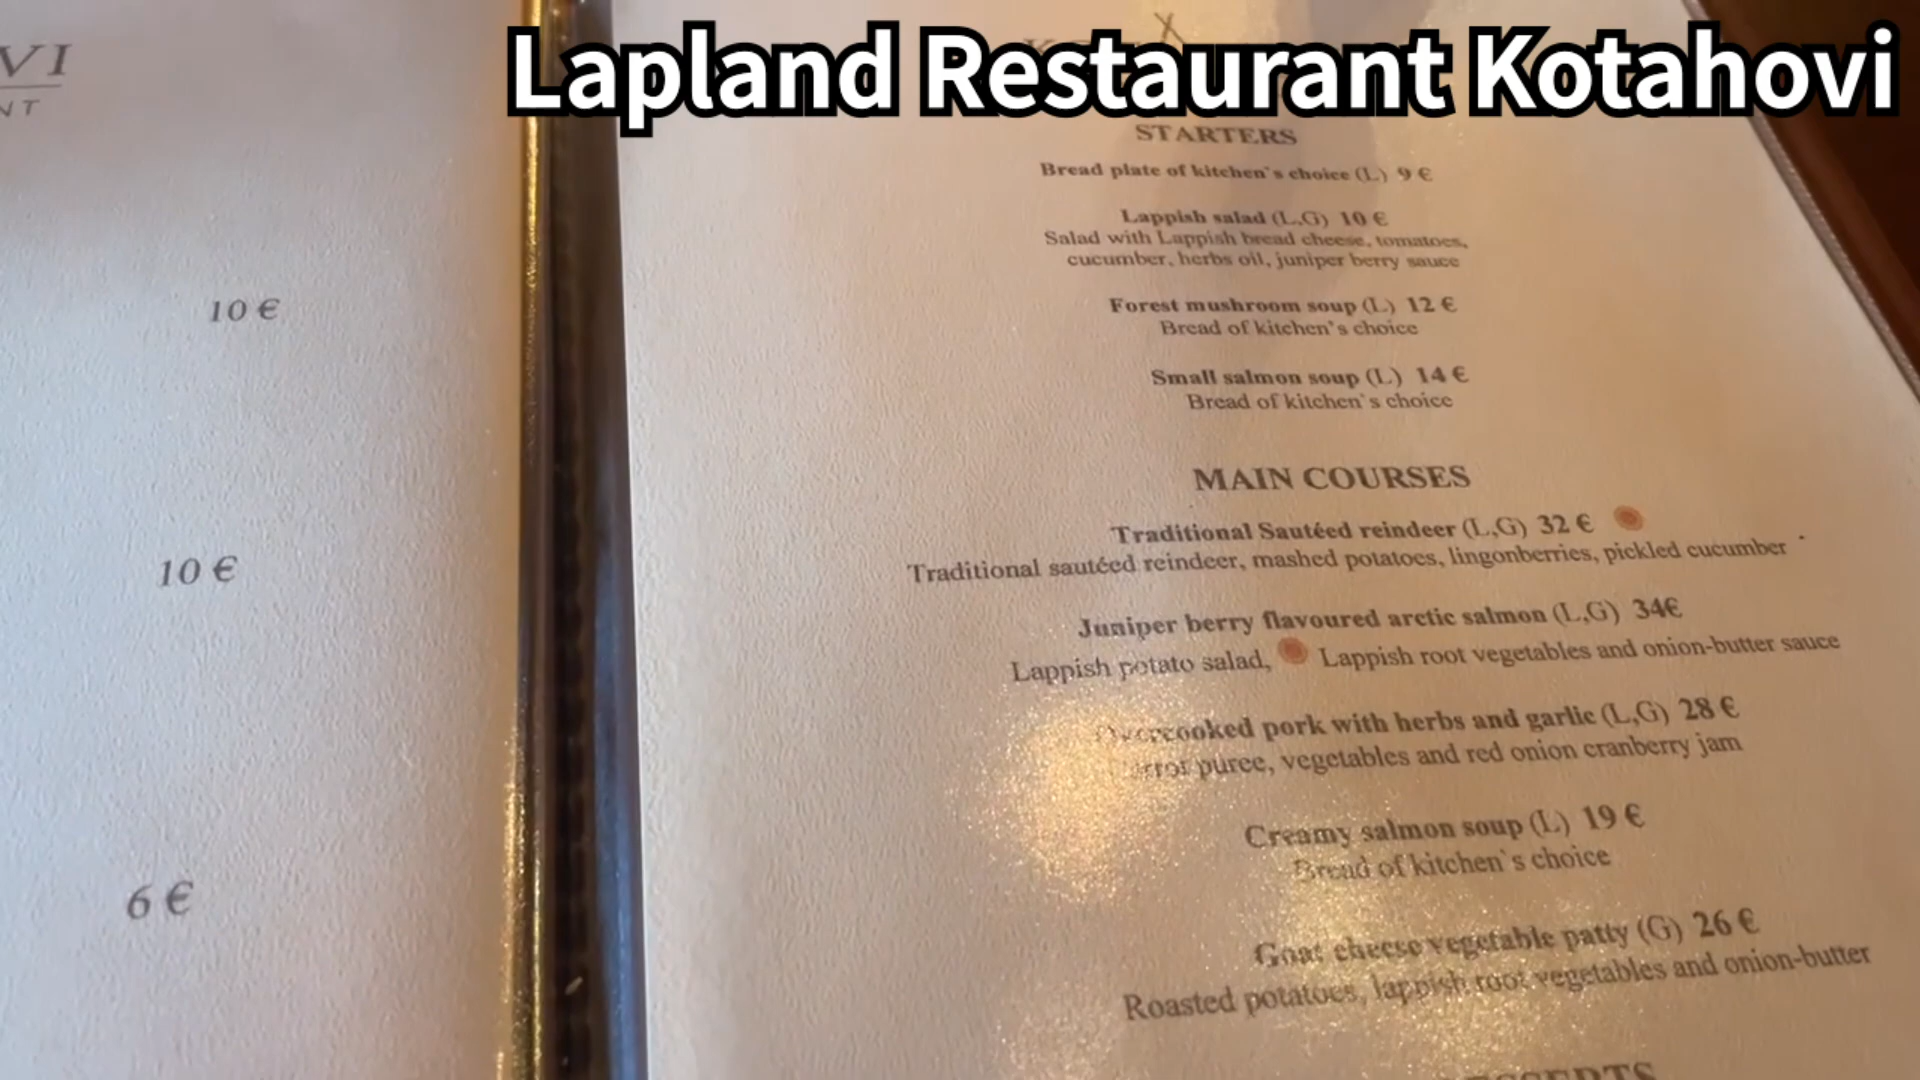 Lapland Restaurant Kotahovi
VI
NT
10 €
10 €
6 €
STARTERS
Bread plate of kitchen`s choice (L) 9 €
Lappish salad (L,G) 10 €
Salad with Lappish bread cheese, tomatoes,
cucumber, herbs oil, juniper berry sauce
Forest mushroom soup (L) 12 €
Bread of kitchen`s choice
Small salmon soup (L) 14 €
Bread of kitchen`s choice
MAIN COURSES
Traditional Sautéed reindeer (L,G) 32 €
Traditional sautéed reindeer, mashed potatoes, lingonberries, pickled cucumber
Juniper berry flavoured arctic salmon (L,G) 34€
Lappish potato salad, Lappish root vegetables and onion-butter sauce
Overcooked pork with herbs and garlic (L,G) 28 €
puree, vegetables and red onion cranberry jam
Creamy salmon soup (L) 19 €
Bread of kitchen`s choice
Goat cheese vegetable patty (G) 26 €
Roasted potatoes, lappish root vegetables and onion-butter